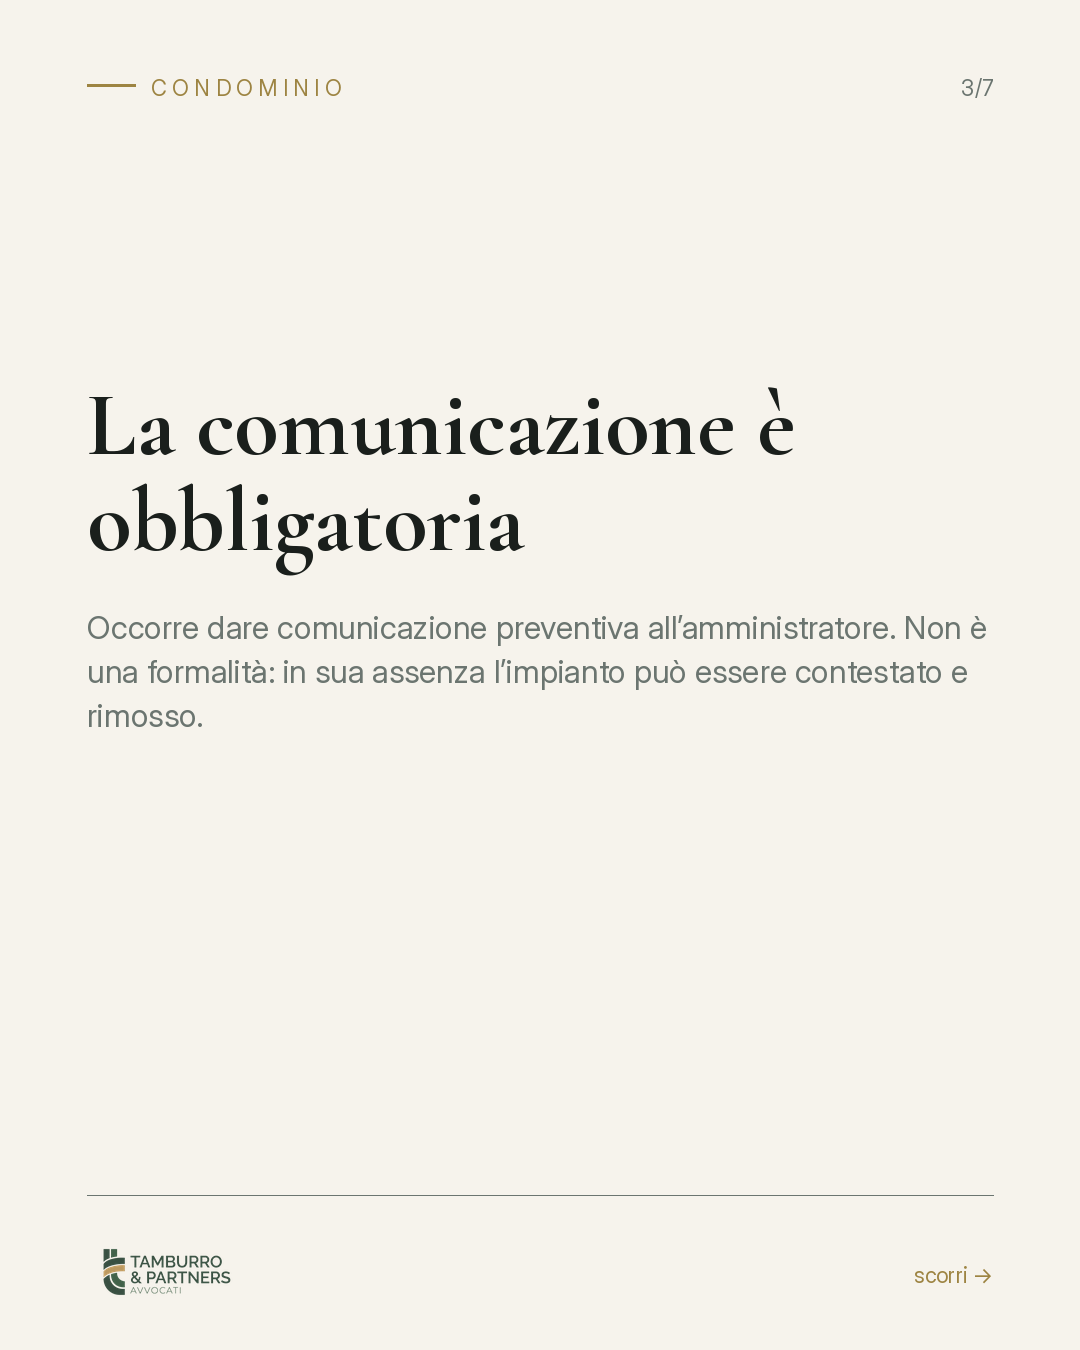 CONDOMINIO
3/7
La comunicazione è
obbligatoria
Occorre dare comunicazione preventiva all’amministratore. Non è
una formalità: in sua assenza l’impianto può essere contestato e
rimosso.
TAMBURRO
& PARTNERS
AVVOCATI
scorri →